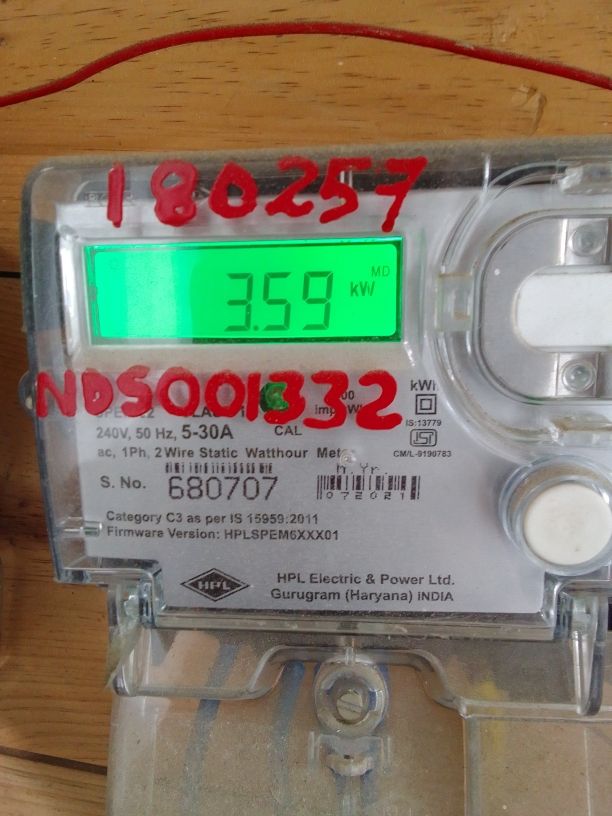 180257
MD
3.59 kW
NDS001332
kWh
240V, 50 Hz, 5-30A
CAL
IS:13779
ac, 1Ph, 2 Wire Static Watthour
CM/L-9190783
S. No. 680707
m.Yr.
072021
Category C3 as per IS 15959:2011
Firmware Version: HPLSPEM6XXX01
HPL
HPL Electric & Power Ltd.
Gurugram (Haryana) INDIA